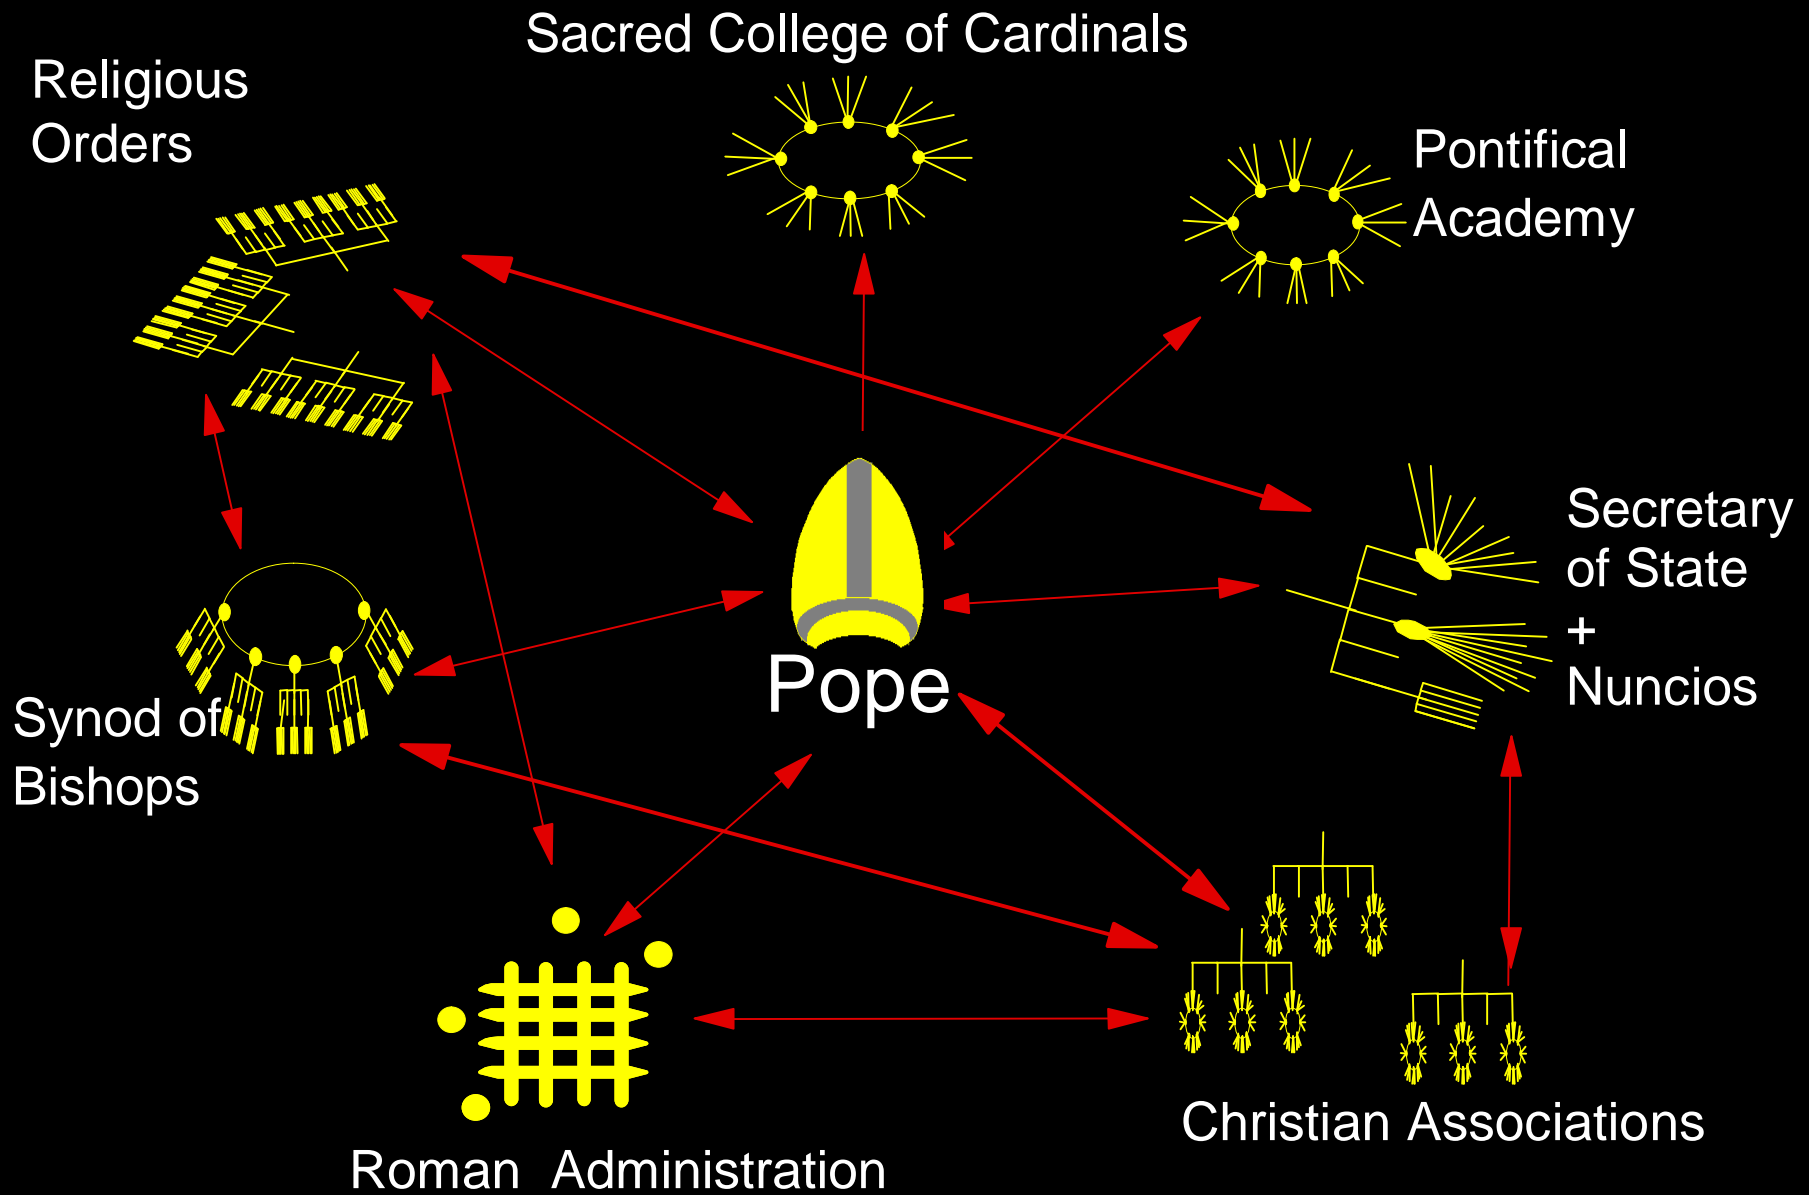 Sacred College of Cardinals
Religious
Orders
Pontifical
Academy
Secretary
of State
+
Nuncios
Pope
Synod of
Bishops
Christian Associations
Roman Administration